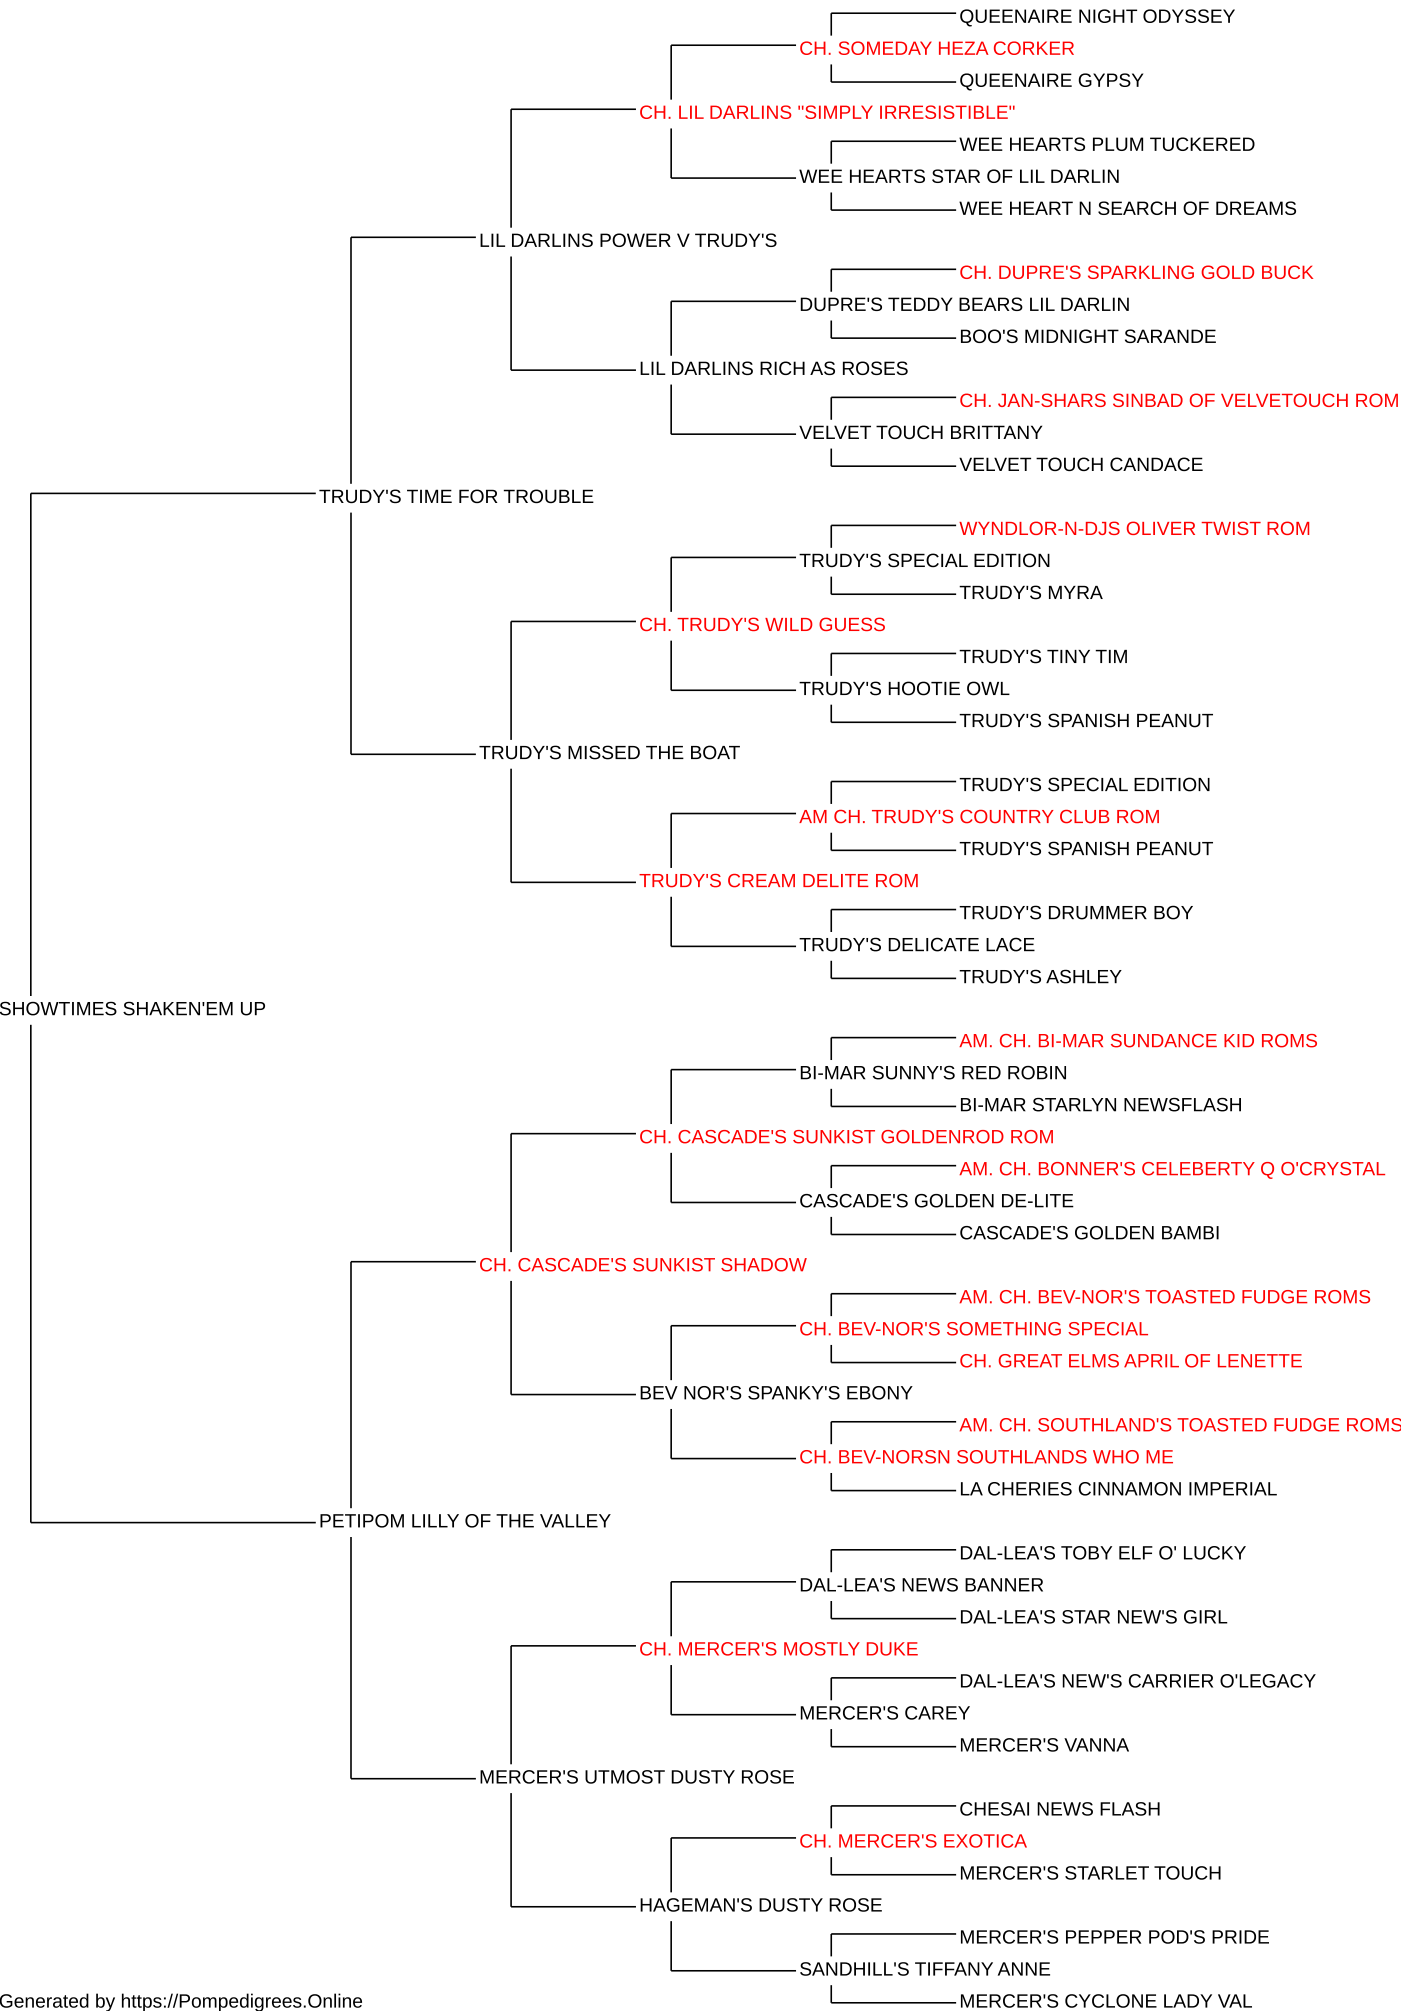 QUEENAIRE NIGHT ODYSSEY
CH. SOMEDAY HEZA CORKER
QUEENAIRE GYPSY
CH. LIL DARLINS "SIMPLY IRRESISTIBLE"
WEE HEARTS PLUM TUCKERED
WEE HEARTS STAR OF LIL DARLIN
WEE HEART N SEARCH OF DREAMS
LIL DARLINS POWER V TRUDY'S
CH. DUPRE'S SPARKLING GOLD BUCK
DUPRE'S TEDDY BEARS LIL DARLIN
BOO'S MIDNIGHT SARANDE
LIL DARLINS RICH AS ROSES
CH. JAN-SHARS SINBAD OF VELVETOUCH ROM
VELVET TOUCH BRITTANY
VELVET TOUCH CANDACE
TRUDY'S TIME FOR TROUBLE
WYNDLOR-N-DJS OLIVER TWIST ROM
TRUDY'S SPECIAL EDITION
TRUDY'S MYRA
CH. TRUDY'S WILD GUESS
TRUDY'S TINY TIM
TRUDY'S HOOTIE OWL
TRUDY'S SPANISH PEANUT
TRUDY'S MISSED THE BOAT
TRUDY'S SPECIAL EDITION
AM CH. TRUDY'S COUNTRY CLUB ROM
TRUDY'S SPANISH PEANUT
TRUDY'S CREAM DELITE ROM
TRUDY'S DRUMMER BOY
TRUDY'S DELICATE LACE
TRUDY'S ASHLEY
SHOWTIMES SHAKEN'EM UP
AM. CH. BI-MAR SUNDANCE KID ROMS
BI-MAR SUNNY'S RED ROBIN
BI-MAR STARLYN NEWSFLASH
CH. CASCADE'S SUNKIST GOLDENROD ROM
AM. CH. BONNER'S CELEBERTY Q O'CRYSTAL
CASCADE'S GOLDEN DE-LITE
CASCADE'S GOLDEN BAMBI
CH. CASCADE'S SUNKIST SHADOW
AM. CH. BEV-NOR'S TOASTED FUDGE ROMS
CH. BEV-NOR'S SOMETHING SPECIAL
CH. GREAT ELMS APRIL OF LENETTE
BEV NOR'S SPANKY'S EBONY
AM. CH. SOUTHLAND'S TOASTED FUDGE ROMS
CH. BEV-NORSN SOUTHLANDS WHO ME
LA CHERIES CINNAMON IMPERIAL
PETIPOM LILLY OF THE VALLEY
DAL-LEA'S TOBY ELF O' LUCKY
DAL-LEA'S NEWS BANNER
DAL-LEA'S STAR NEW'S GIRL
CH. MERCER'S MOSTLY DUKE
DAL-LEA'S NEW'S CARRIER O'LEGACY
MERCER'S CAREY
MERCER'S VANNA
MERCER'S UTMOST DUSTY ROSE
CHESAI NEWS FLASH
CH. MERCER'S EXOTICA
MERCER'S STARLET TOUCH
HAGEMAN'S DUSTY ROSE
MERCER'S PEPPER POD'S PRIDE
SANDHILL'S TIFFANY ANNE
MERCER'S CYCLONE LADY VAL
Generated by https://Pompedigrees.Online